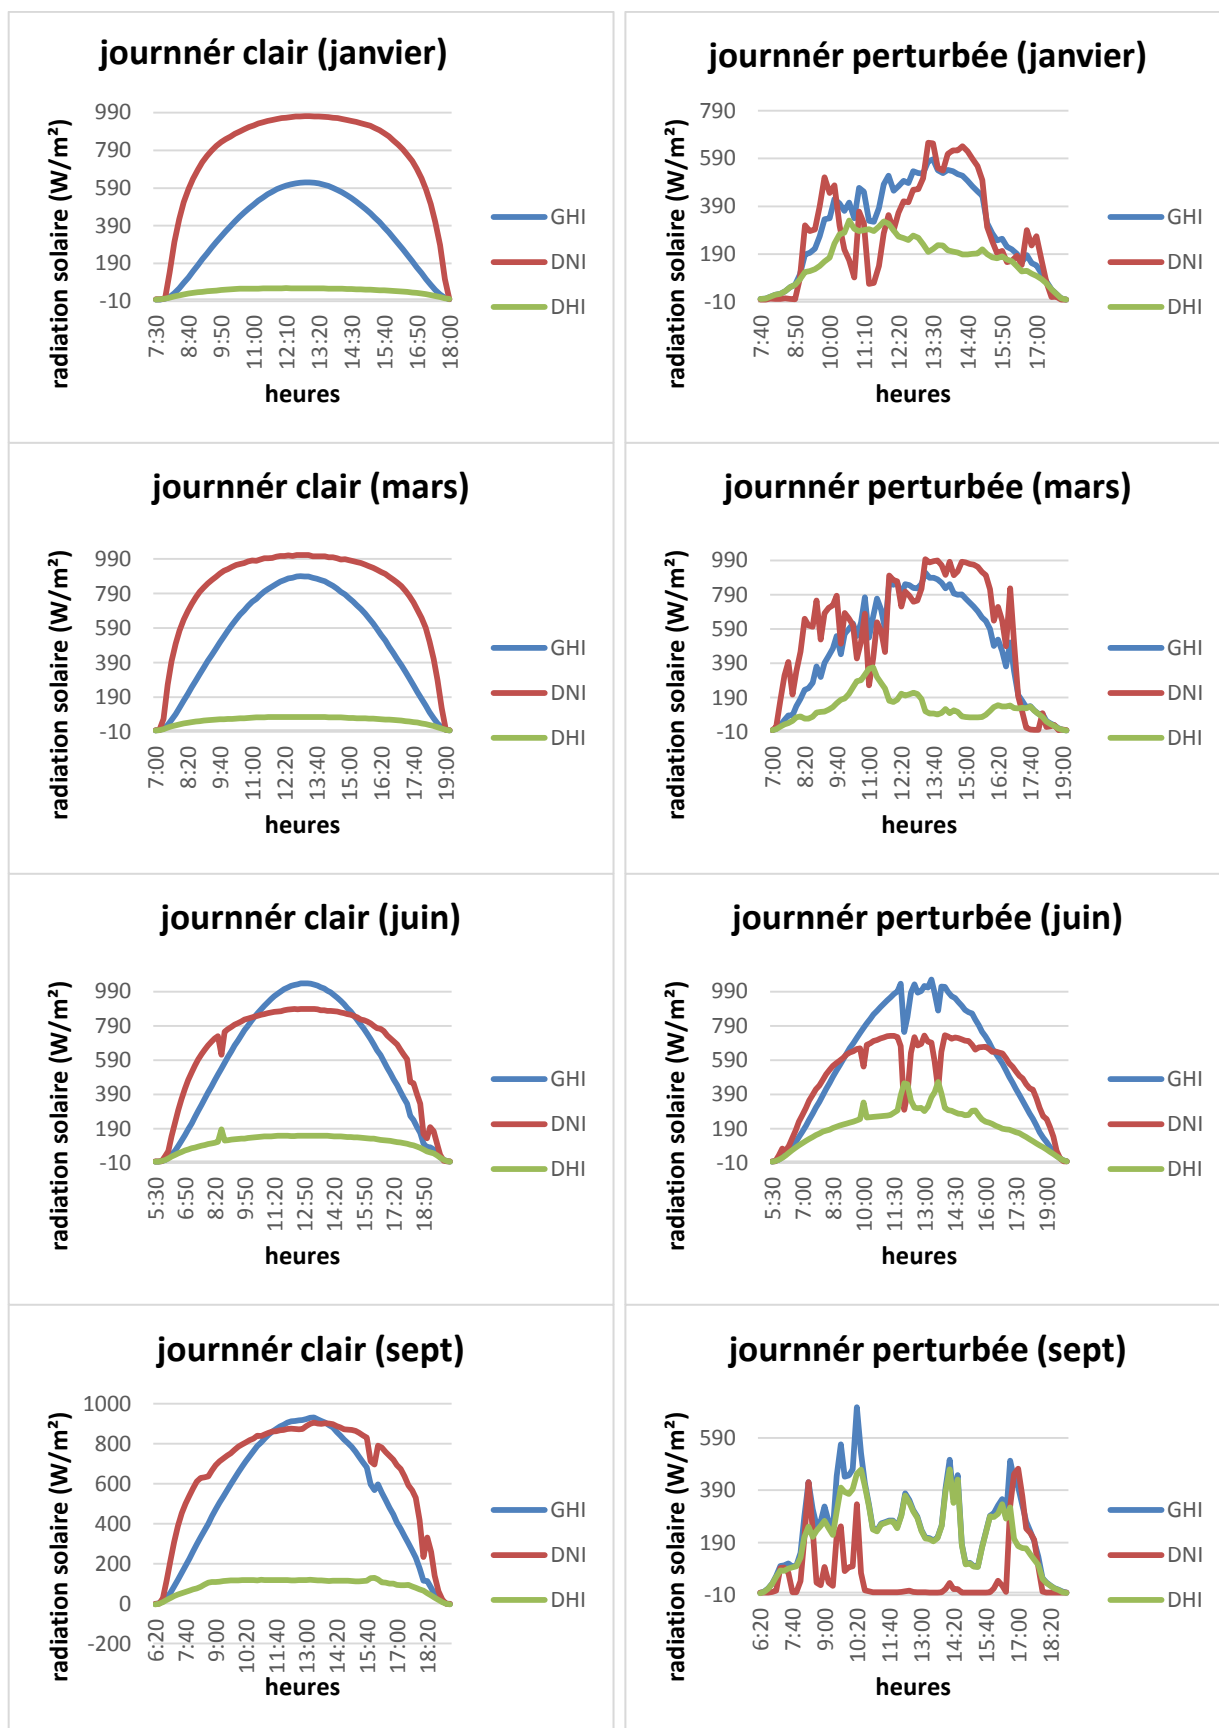 journnér clair (janvier)
radiation solaire (W/m²)
990
790
590
390
190
-10
7:30
8:40
9:50
11:00
12:10
13:20
14:30
15:40
16:50
18:00
heures
GHI
DNI
DHI
journnér perturbée (janvier)
radiation solaire (W/m²)
790
590
390
190
-10
7:40
8:50
10:00
11:10
12:20
13:30
14:40
15:50
17:00
heures
GHI
DNI
DHI
journnér clair (mars)
radiation solaire (W/m²)
990
790
590
390
190
-10
7:00
8:20
9:40
11:00
12:20
13:40
15:00
16:20
17:40
19:00
heures
GHI
DNI
DHI
journnér perturbée (mars)
radiation solaire (W/m²)
990
790
590
390
190
-10
7:00
8:20
9:40
11:00
12:20
13:40
15:00
16:20
17:40
19:00
heures
GHI
DNI
DHI
journnér clair (juin)
radiation solaire (W/m²)
990
790
590
390
190
-10
5:30
6:50
8:20
9:50
11:20
12:50
14:20
15:50
17:20
18:50
heures
GHI
DNI
DHI
journnér perturbée (juin)
radiation solaire (W/m²)
990
790
590
390
190
-10
5:30
7:00
8:30
10:00
11:30
13:00
14:30
16:00
17:30
19:00
heures
GHI
DNI
DHI
journnér clair (sept)
radiation solaire (W/m²)
1000
800
600
400
200
0
-200
6:20
7:40
9:00
10:20
11:40
13:00
14:20
15:40
17:00
18:20
heures
GHI
DNI
DHI
journnér perturbée (sept)
radiation solaire (W/m²)
590
390
190
-10
6:20
7:40
9:00
10:20
11:40
13:00
14:20
15:40
17:00
18:20
heures
GHI
DNI
DHI